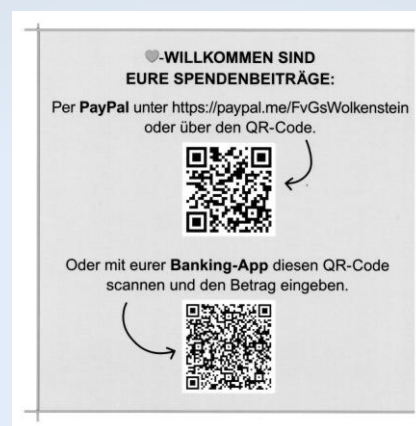 -WILLKOMMEN SIND
EURE SPENDENBEITRÄGE:
Per PayPal unter https://paypal.me/FvGsWolkenstein
oder über den QR-Code.
Oder mit eurer Banking-App diesen QR-Code
scannen und den Betrag eingeben.